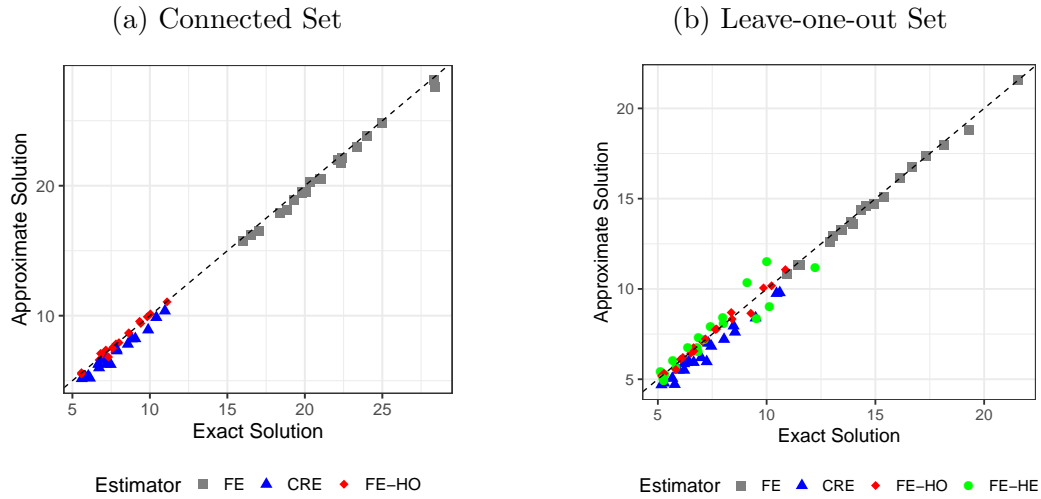 (a) Connected Set
20
10
5
10
15
20
25
Approximate Solution
Exact Solution
Estimator FE CRE FE-HO
(b) Leave-one-out Set
20
15
10
5
5
10
15
20
Approximate Solution
Exact Solution
Estimator FE CRE FE-HO FE-HE